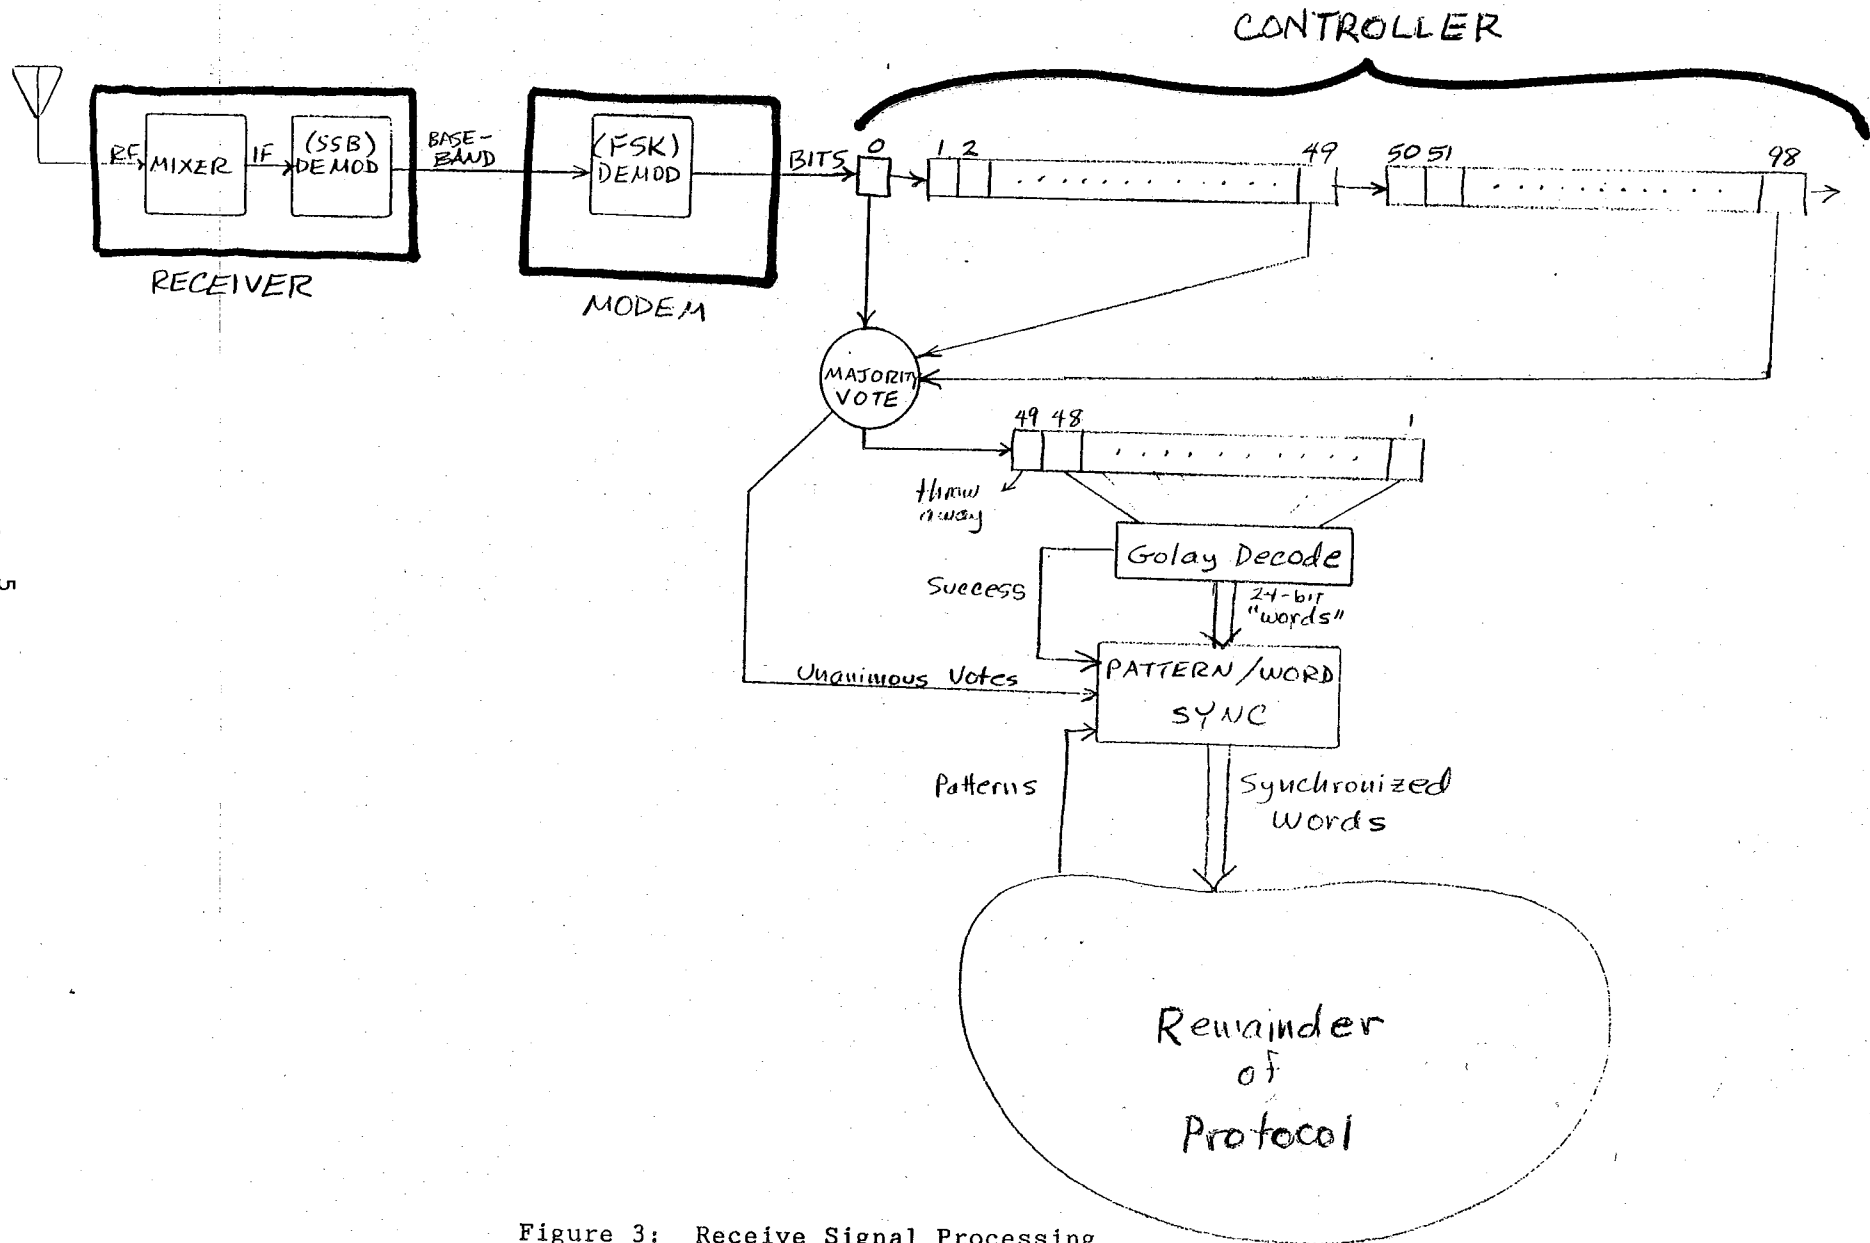 CONTROLLER
RF
MIXER
IF
(SSB)
DEMOD
BASE-
BAND
(FSK)
DEMOD
BITS
0
1 2
49
50 51
98
RECEIVER
MODEM
MAJORITY
VOTE
49 48
1
throw
away
Golay Decode
Success
24-bit
"words"
Unanimous Votes
PATTERN/WORD
SYNC
Patterns
Synchronized
Words
Remainder
of
Protocol
5
Figure 3: Receive Signal Processing